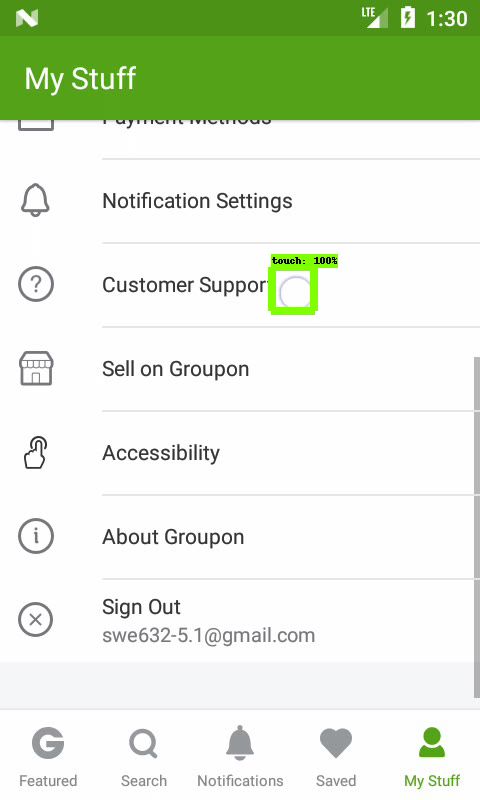 LTE 1:30
My Stuff
Payment Methods
Notification Settings
touch: 100%
Customer Support
Sell on Groupon
Accessibility
About Groupon
Sign Out
swe632-5.1@gmail.com
Featured Search Notifications Saved My Stuff